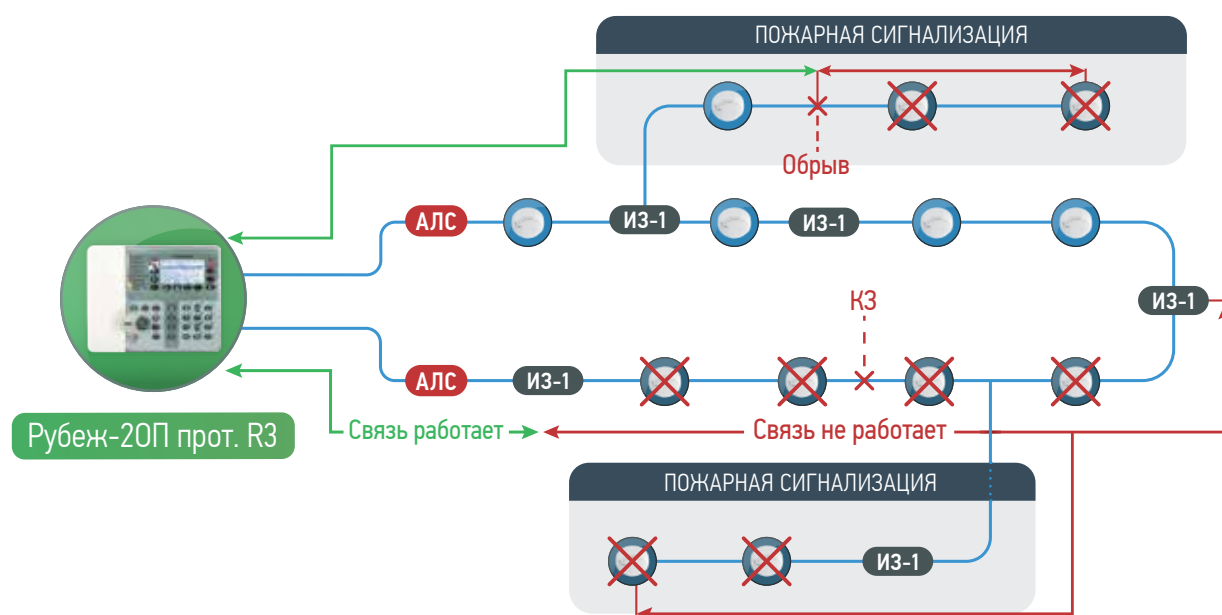 ПОЖАРНАЯ СИГНАЛИЗАЦИЯ
Обрыв
АЛС
ИЗ-1
ИЗ-1
ИЗ-1
КЗ
АЛС
ИЗ-1
Рубеж-2ОП прот. R3
Связь работает
Связь не работает
ПОЖАРНАЯ СИГНАЛИЗАЦИЯ
ИЗ-1